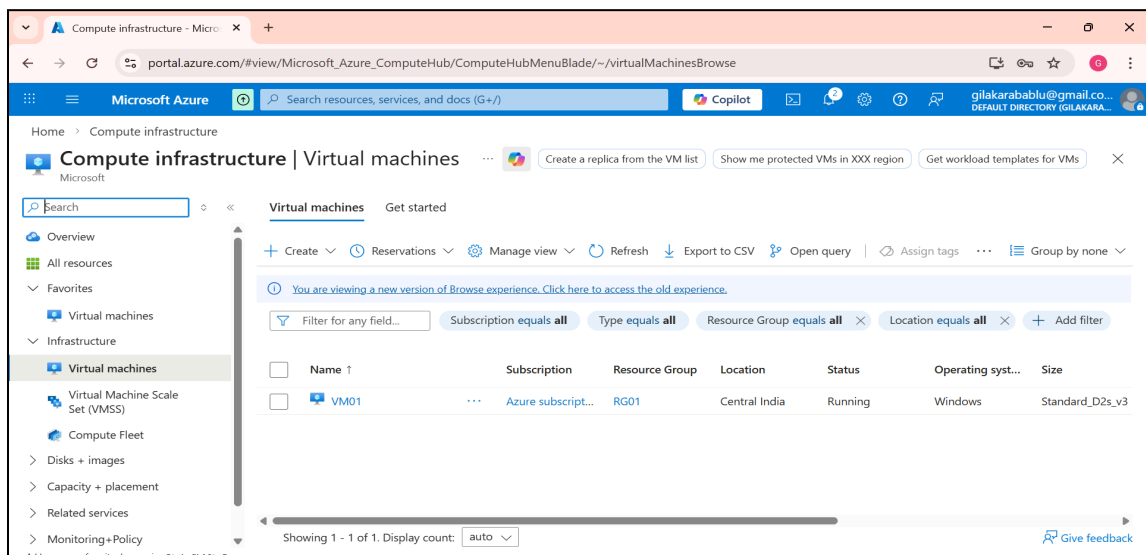 Compute infrastructure - Micro
portal.azure.com/#view/Microsoft_Azure_ComputeHub/ComputeHubMenuBlade/~/virtualMachinesBrowse
G
Microsoft Azure
Search resources, services, and docs (G+/)
Copilot
2
gilakarabablu@gmail.co...
DEFAULT DIRECTORY (GILAKARA...
Home > Compute infrastructure
Compute infrastructure | Virtual machines ...
Create a replica from the VM list
Show me protected VMs in XXX region
Get workload templates for VMs
Microsoft
Search
Overview
All resources
Favorites
Virtual machines
Infrastructure
Virtual machines
Virtual Machine Scale
Set (VMSS)
Compute Fleet
Disks + images
Capacity + placement
Related services
Monitoring+Policy
Virtual machines Get started
Create Reservations Manage view Refresh Export to CSV Open query | Assign tags ... Group by none
You are viewing a new version of Browse experience. Click here to access the old experience.
Filter for any field... Subscription equals all Type equals all Resource Group equals all Location equals all Add filter
Name ↑ Subscription Resource Group Location Status Operating syst... Size
VM01 ... Azure subscript... RG01 Central India Running Windows Standard_D2s_v3
Showing 1 - 1 of 1. Display count: auto
Give feedback